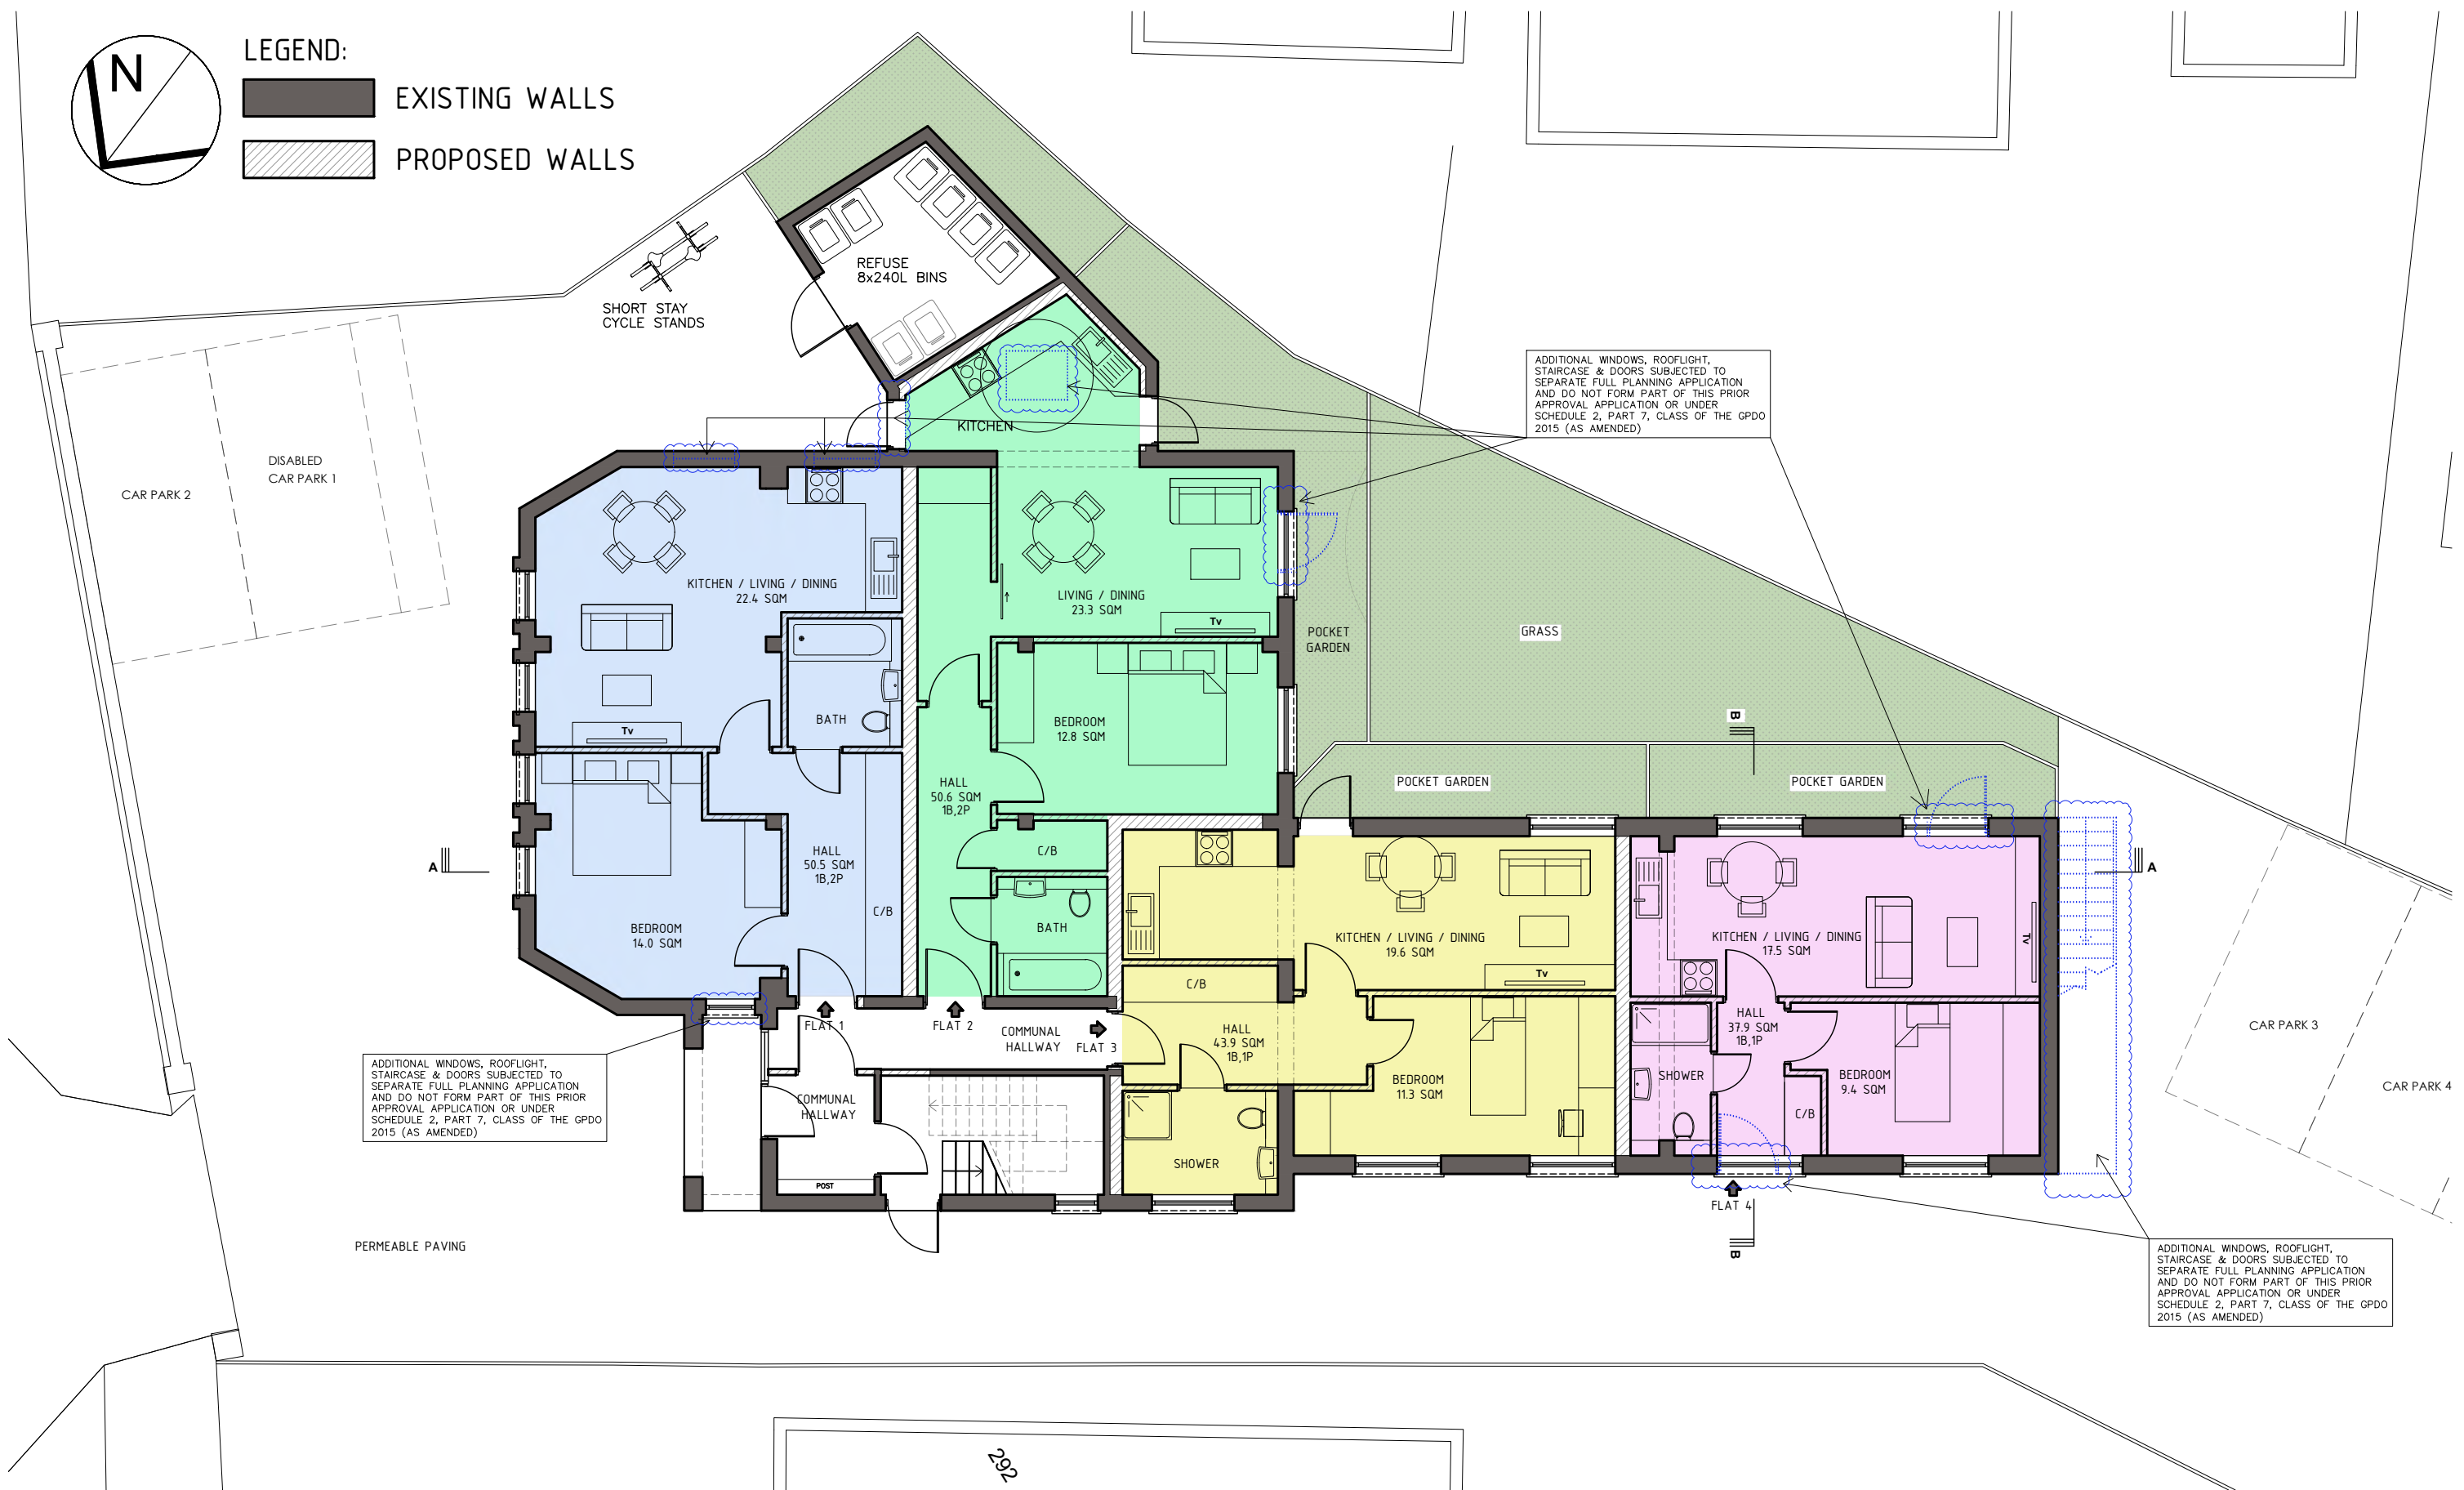 N
LEGEND:
EXISTING WALLS
PROPOSED WALLS
REFUSE
8x240L BINS
SHORT STAY
CYCLE STANDS
ADDITIONAL WINDOWS, ROOFLIGHT,
STAIRCASE & DOORS SUBJECTED TO
SEPARATE FULL PLANNING APPLICATION
AND DO NOT FORM PART OF THIS PRIOR
APPROVAL APPLICATION OR UNDER
SCHEDULE 2, PART 7, CLASS OF THE GPDO
2015 (AS AMENDED)
KITCHEN
DISABLED
CAR PARK 1
CAR PARK 2
KITCHEN / LIVING / DINING
22.4 SQM
LIVING / DINING
23.3 SQM
Tv
POCKET
GARDEN
GRASS
BATH
Tv
BEDROOM
12.8 SQM
B
POCKET GARDEN
POCKET GARDEN
HALL
50.6 SQM
1B,2P
C/B
HALL
50.5 SQM
1B,2P
A
A
C/B
BATH
BEDROOM
14.0 SQM
KITCHEN / LIVING / DINING
19.6 SQM
Tv
KITCHEN / LIVING / DINING
17.5 SQM
Tv
C/B
FLAT 1
FLAT 2
COMMUNAL
HALLWAY
FLAT 3
HALL
43.9 SQM
1B,1P
HALL
37.9 SQM
1B,1P
CAR PARK 3
ADDITIONAL WINDOWS, ROOFLIGHT,
STAIRCASE & DOORS SUBJECTED TO
SEPARATE FULL PLANNING APPLICATION
AND DO NOT FORM PART OF THIS PRIOR
APPROVAL APPLICATION OR UNDER
SCHEDULE 2, PART 7, CLASS OF THE GPDO
2015 (AS AMENDED)
COMMUNAL
HALLWAY
BEDROOM
11.3 SQM
SHOWER
BEDROOM
9.4 SQM
CAR PARK 4
C/B
SHOWER
POST
FLAT 4
PERMEABLE PAVING
B
ADDITIONAL WINDOWS, ROOFLIGHT,
STAIRCASE & DOORS SUBJECTED TO
SEPARATE FULL PLANNING APPLICATION
AND DO NOT FORM PART OF THIS PRIOR
APPROVAL APPLICATION OR UNDER
SCHEDULE 2, PART 7, CLASS OF THE GPDO
2015 (AS AMENDED)
292